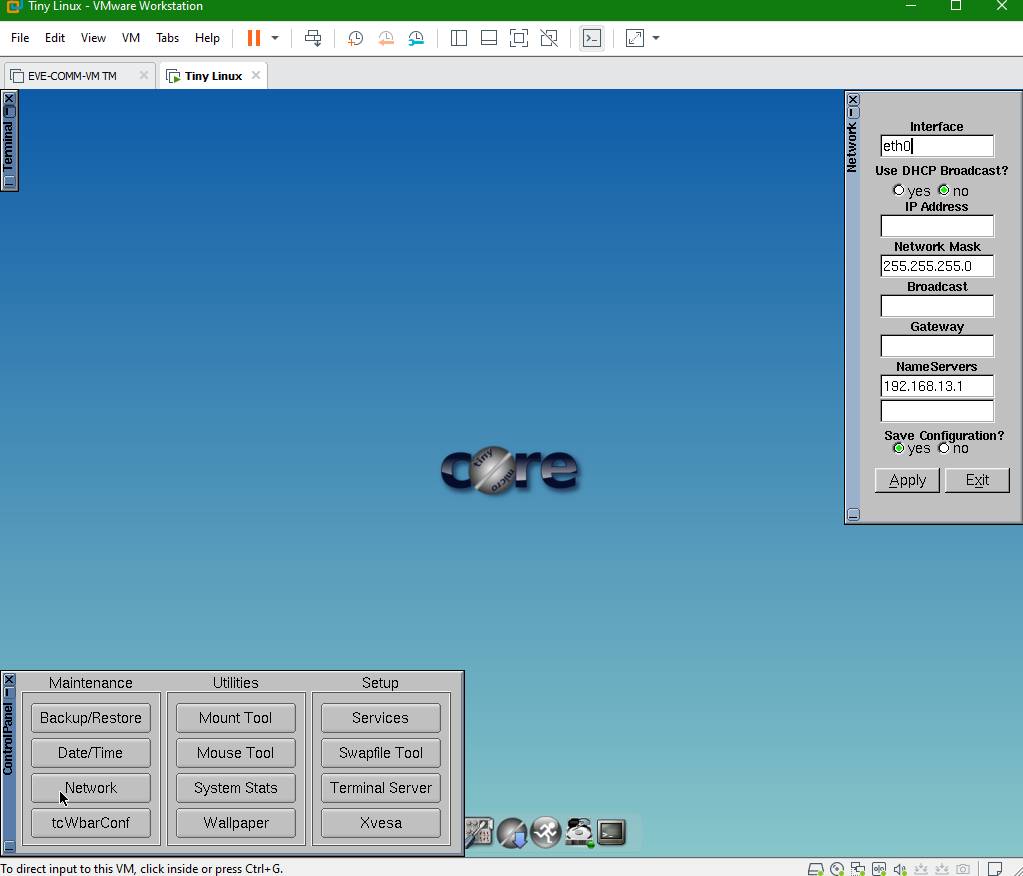 Tiny Linux - VMware Workstation
File Edit View VM Tabs Help
EVE-COMM-VM TM
Tiny Linux
Terminal
Network
Interface
eth0
Use DHCP Broadcast?
yes no
IP Address
Network Mask
255.255.255.0
Broadcast
Gateway
NameServers
192.168.13.1
Save Configuration?
yes no
Apply Exit
core
tiny
micro
ControlPanel
Maintenance Utilities Setup
Backup/Restore Mount Tool Services
Date/Time Mouse Tool Swapfile Tool
Network System Stats Terminal Server
tcWbarConf Wallpaper Xvesa
To direct input to this VM, click inside or press Ctrl+G.